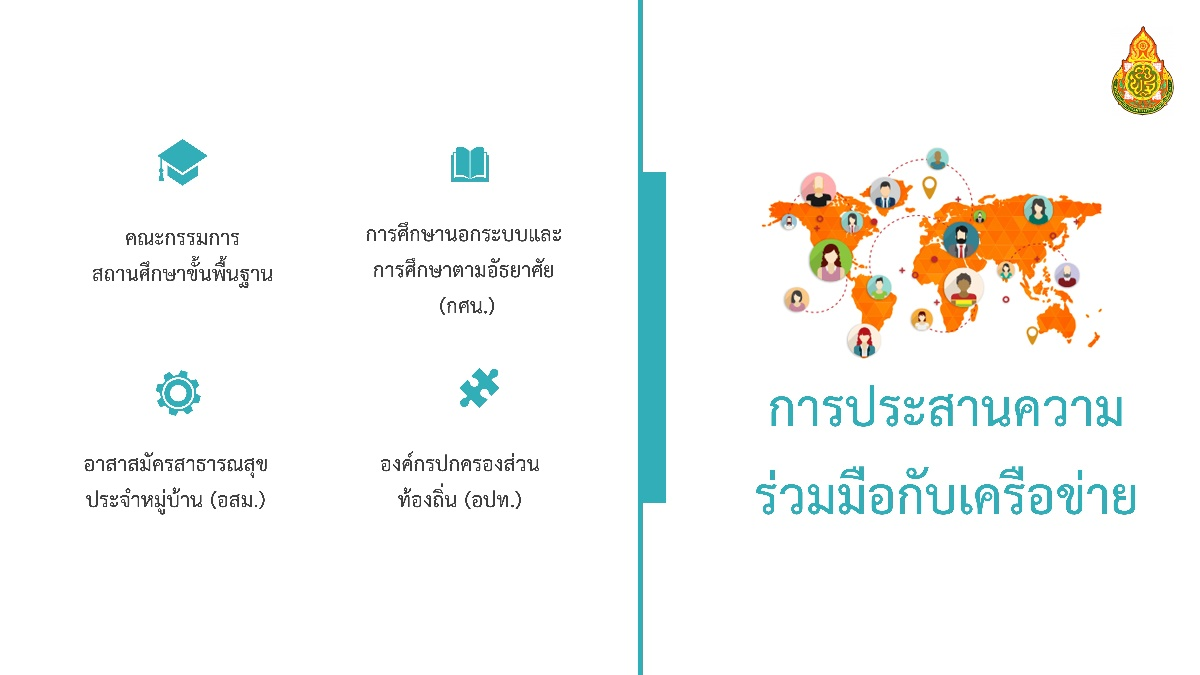 คณะกรรมการ
สถานศึกษาขั้นพื้นฐาน
การศึกษานอกระบบและ
การศึกษาตามอัธยาศัย
(กศน.)
อาสาสมัครสาธารณสุข
ประจำหมู่บ้าน (อสม.)
องค์กรปกครองส่วน
ท้องถิ่น (อปท.)
การประสานความ
ร่วมมือกับเครือข่าย